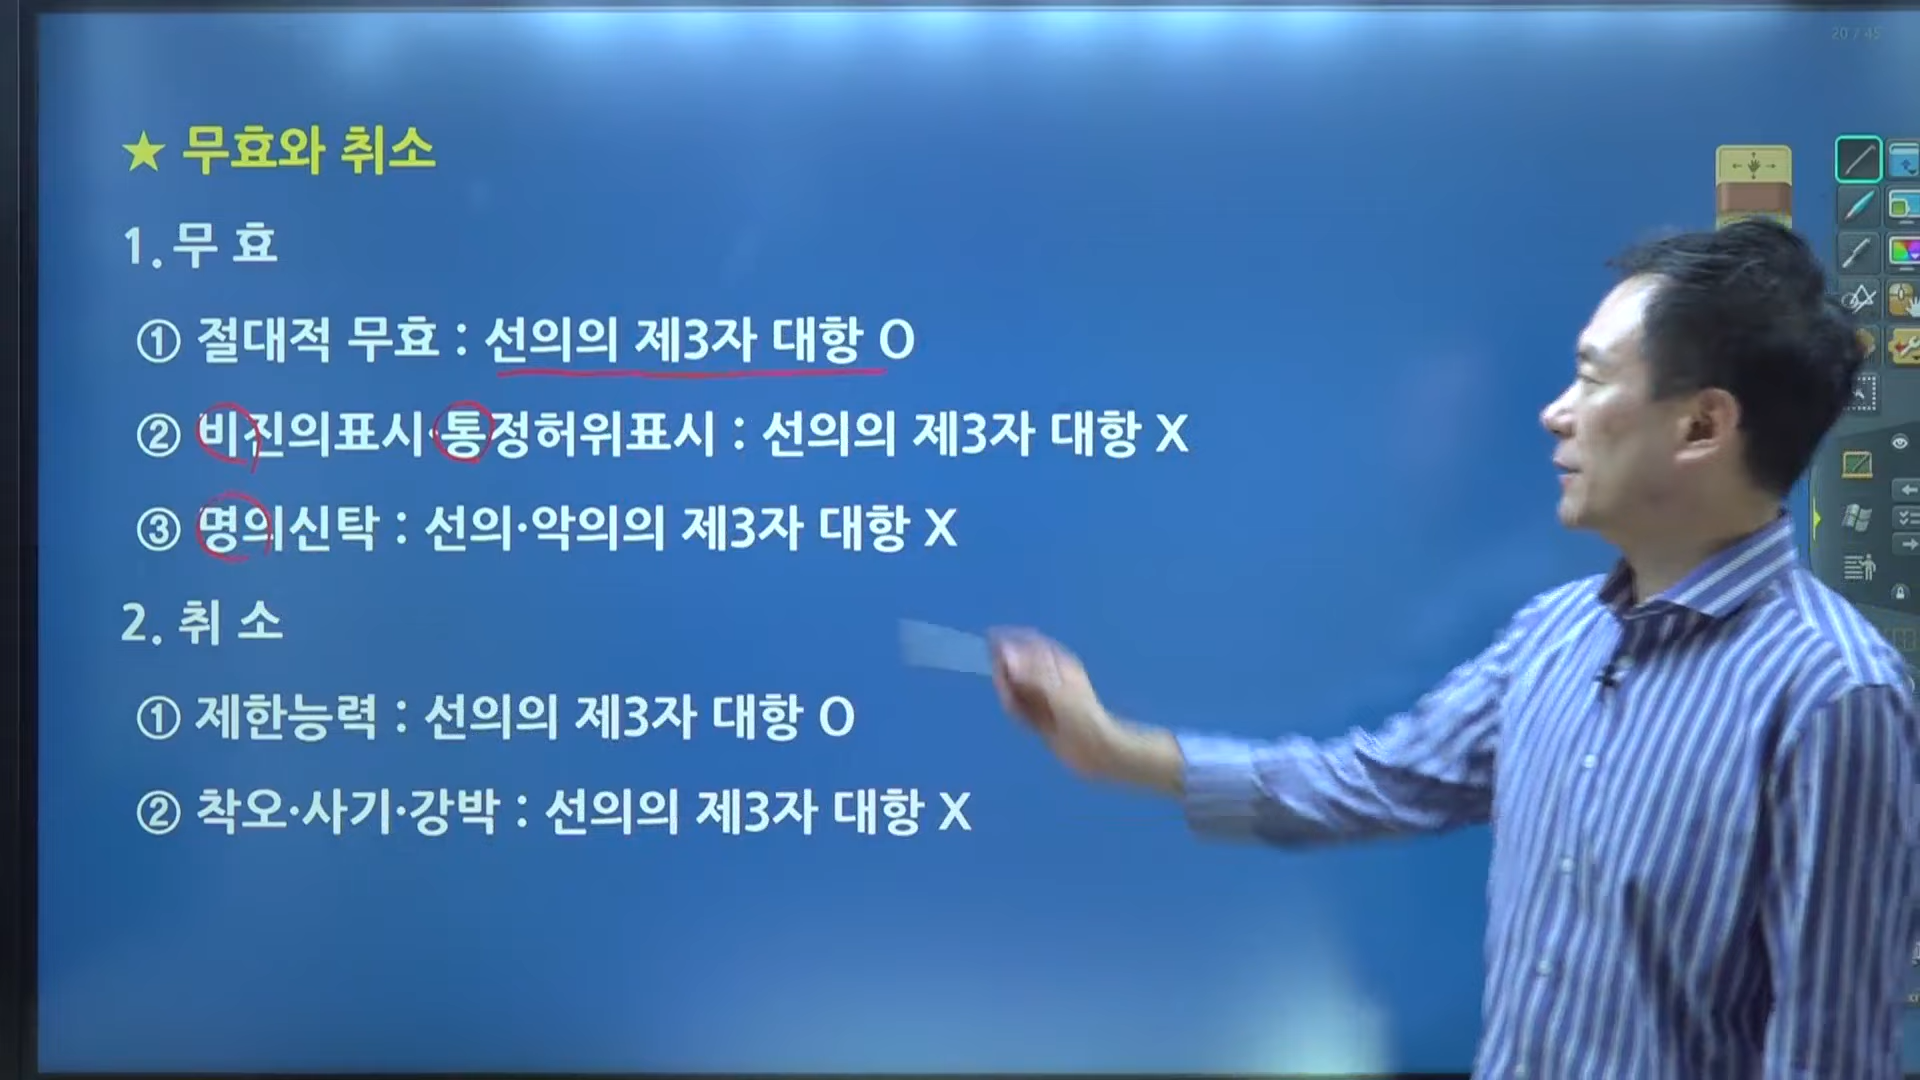 20 / 45
★ 무효와 취소
1. 무 효
① 절대적 무효 : 선의의 제3자 대항 O
② 비진의표시·통정허위표시 : 선의의 제3자 대항 X
③ 명의신탁 : 선의·악의의 제3자 대항 X
2. 취 소
① 제한능력 : 선의의 제3자 대항 O
② 착오·사기·강박 : 선의의 제3자 대항 X